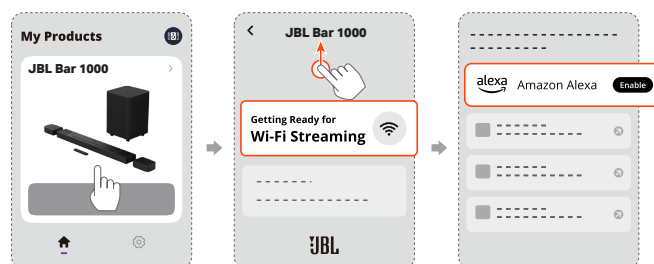 My Products
JBL Bar 1000
JBL Bar 1000
Getting Ready for
Wi-Fi Streaming
JBL
alexa
Amazon Alexa
Enable